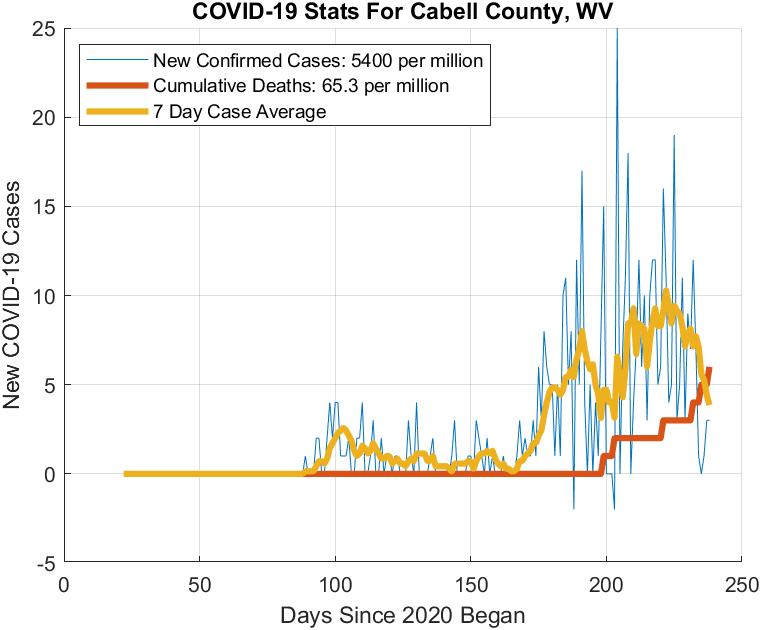 COVID-19 Stats For Cabell County, WV
New Confirmed Cases: 5400 per million
Cumulative Deaths: 65.3 per million
7 Day Case Average
New COVID-19 Cases
25
20
15
10
5
0
-5
0 50 100 150 200 250
Days Since 2020 Began